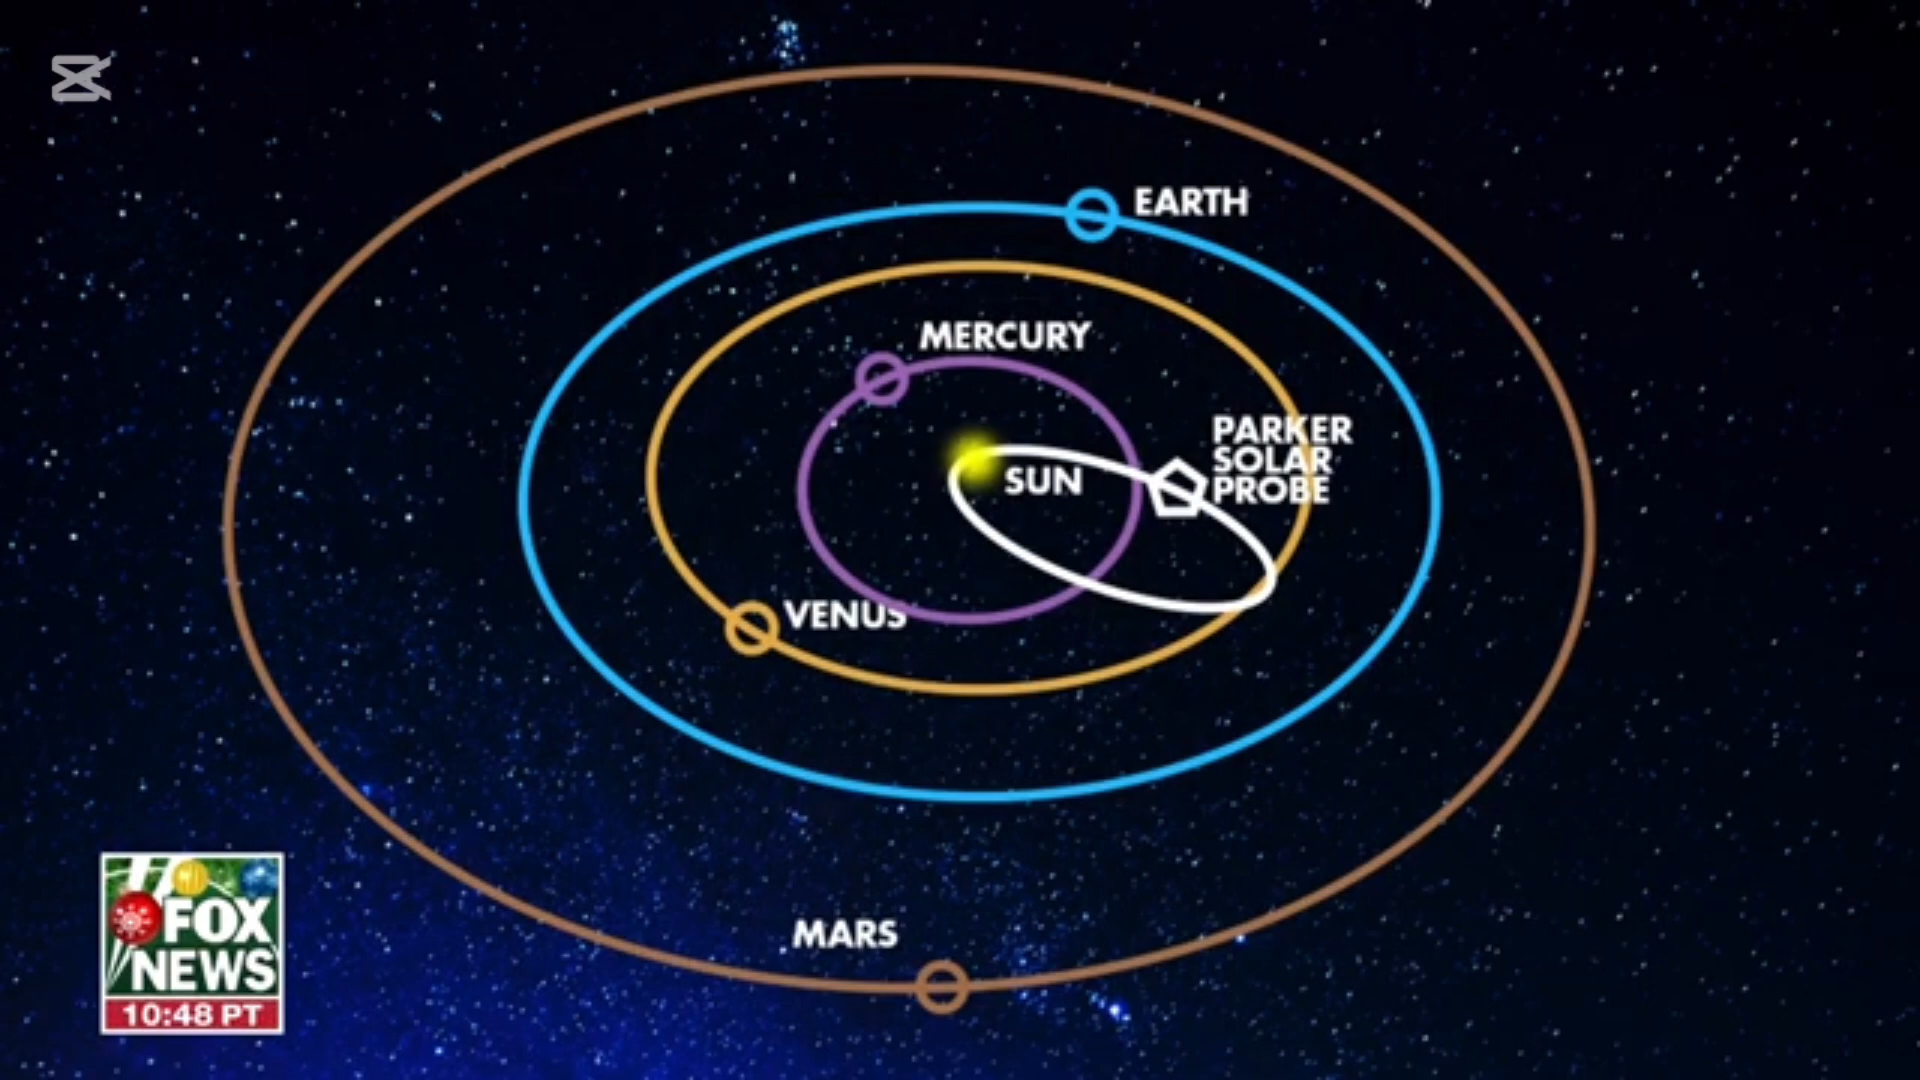 EARTH
MERCURY
PARKER
SOLAR
PROBE
SUN
VENUS
MARS
FOX
NEWS
10:48 PT